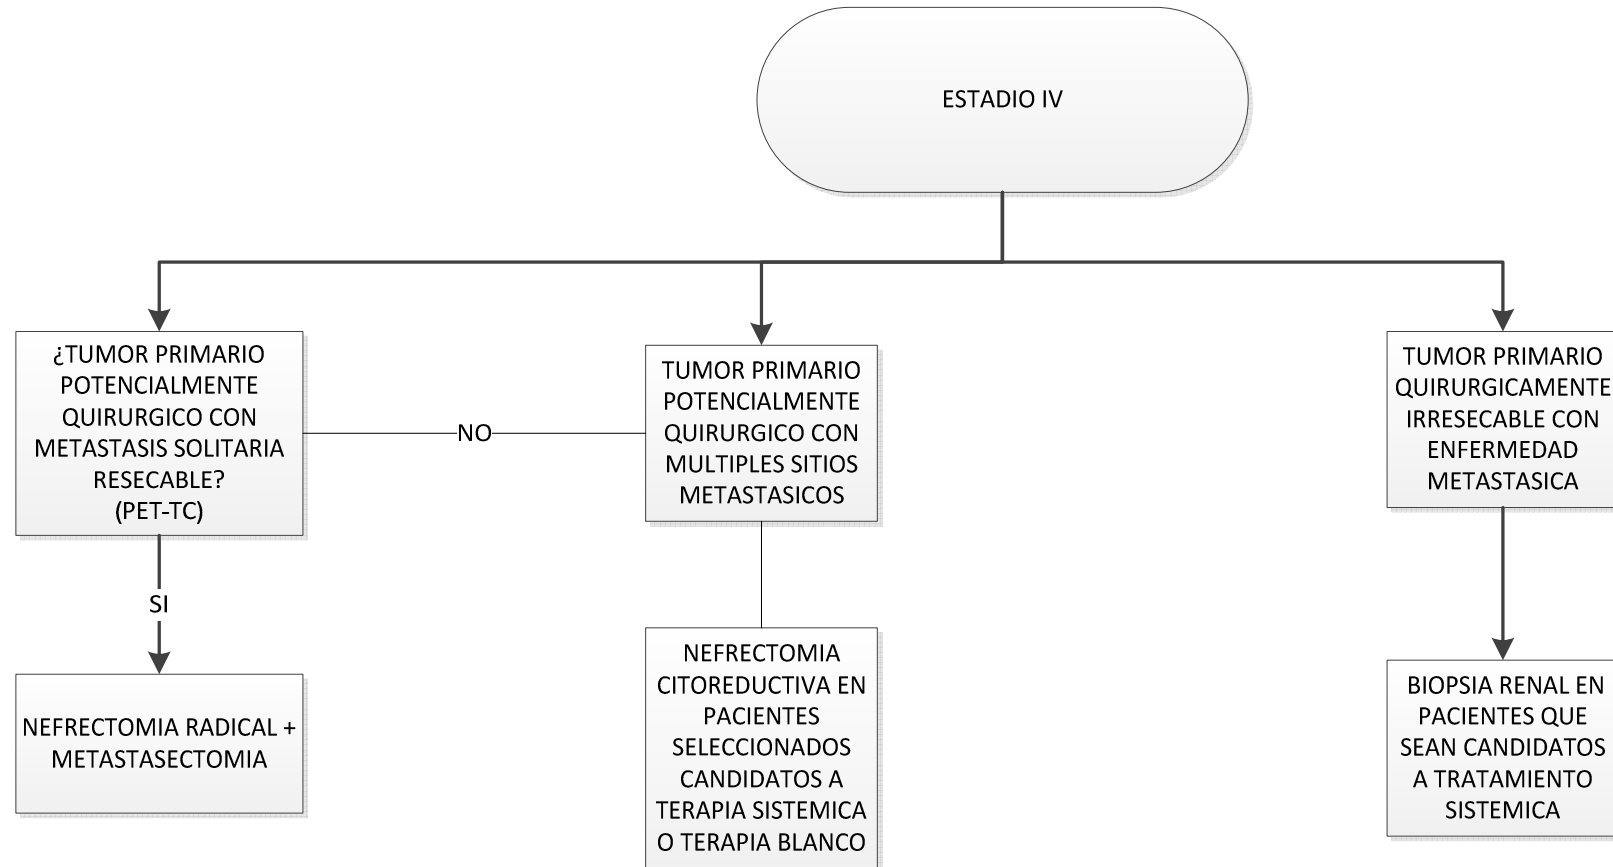 ESTADIO IV
¿TUMOR PRIMARIO
POTENCIALMENTE
QUIRURGICO CON
METASTASIS SOLITARIA
RESECABLE?
(PET-TC)
NO
TUMOR PRIMARIO
POTENCIALMENTE
QUIRURGICO CON
MULTIPLES SITIOS
METASTASICOS
TUMOR PRIMARIO
QUIRURGICAMENTE
IRRESECABLE CON
ENFERMEDAD
METASTASICA
SI
NEFRECTOMIA RADICAL +
METASTASECTOMIA
NEFRECTOMIA
CITOREDUCTIVA EN
PACIENTES
SELECCIONADOS
CANDIDATOS A
TERAPIA SISTEMICA
O TERAPIA BLANCO
BIOPSIA RENAL EN
PACIENTES QUE
SEAN CANDIDATOS
A TRATAMIENTO
SISTEMICA